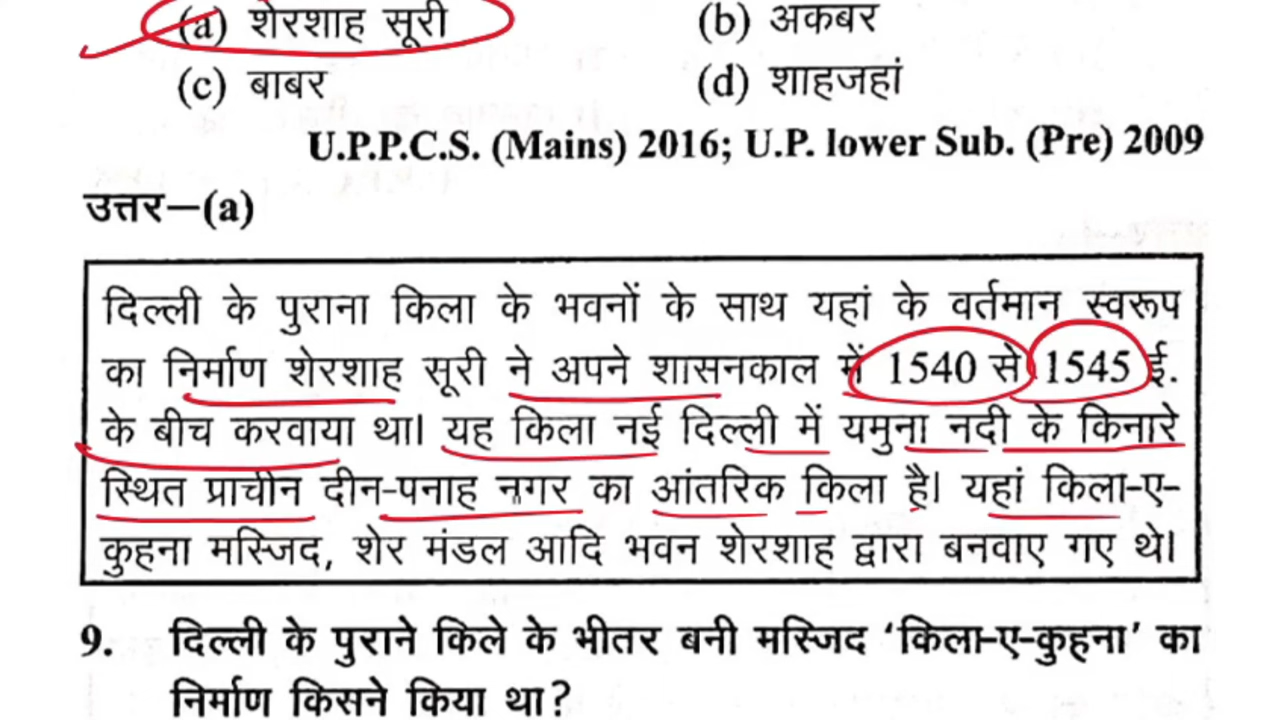 (a) शेरशाह सूरी (b) अकबर
(c) बाबर (d) शाहजहां
U.P.P.C.S. (Mains) 2016; U.P. lower Sub. (Pre) 2009
उत्तर—(a)
दिल्ली के पुराना किला के भवनों के साथ यहां के वर्तमान स्वरूप
का निर्माण शेरशाह सूरी ने अपने शासनकाल में 1540 से 1545 ई.
के बीच करवाया था। यह किला नई दिल्ली में यमुना नदी के किनारे
स्थित प्राचीन दीन-पनाह नगर का आंतरिक किला है। यहां किला-ए-
कुहना मस्जिद, शेर मंडल आदि भवन शेरशाह द्वारा बनवाए गए थे।
9. दिल्ली के पुराने किले के भीतर बनी मस्जिद ‘किला-ए-कुहना’ का
निर्माण किसने किया था?